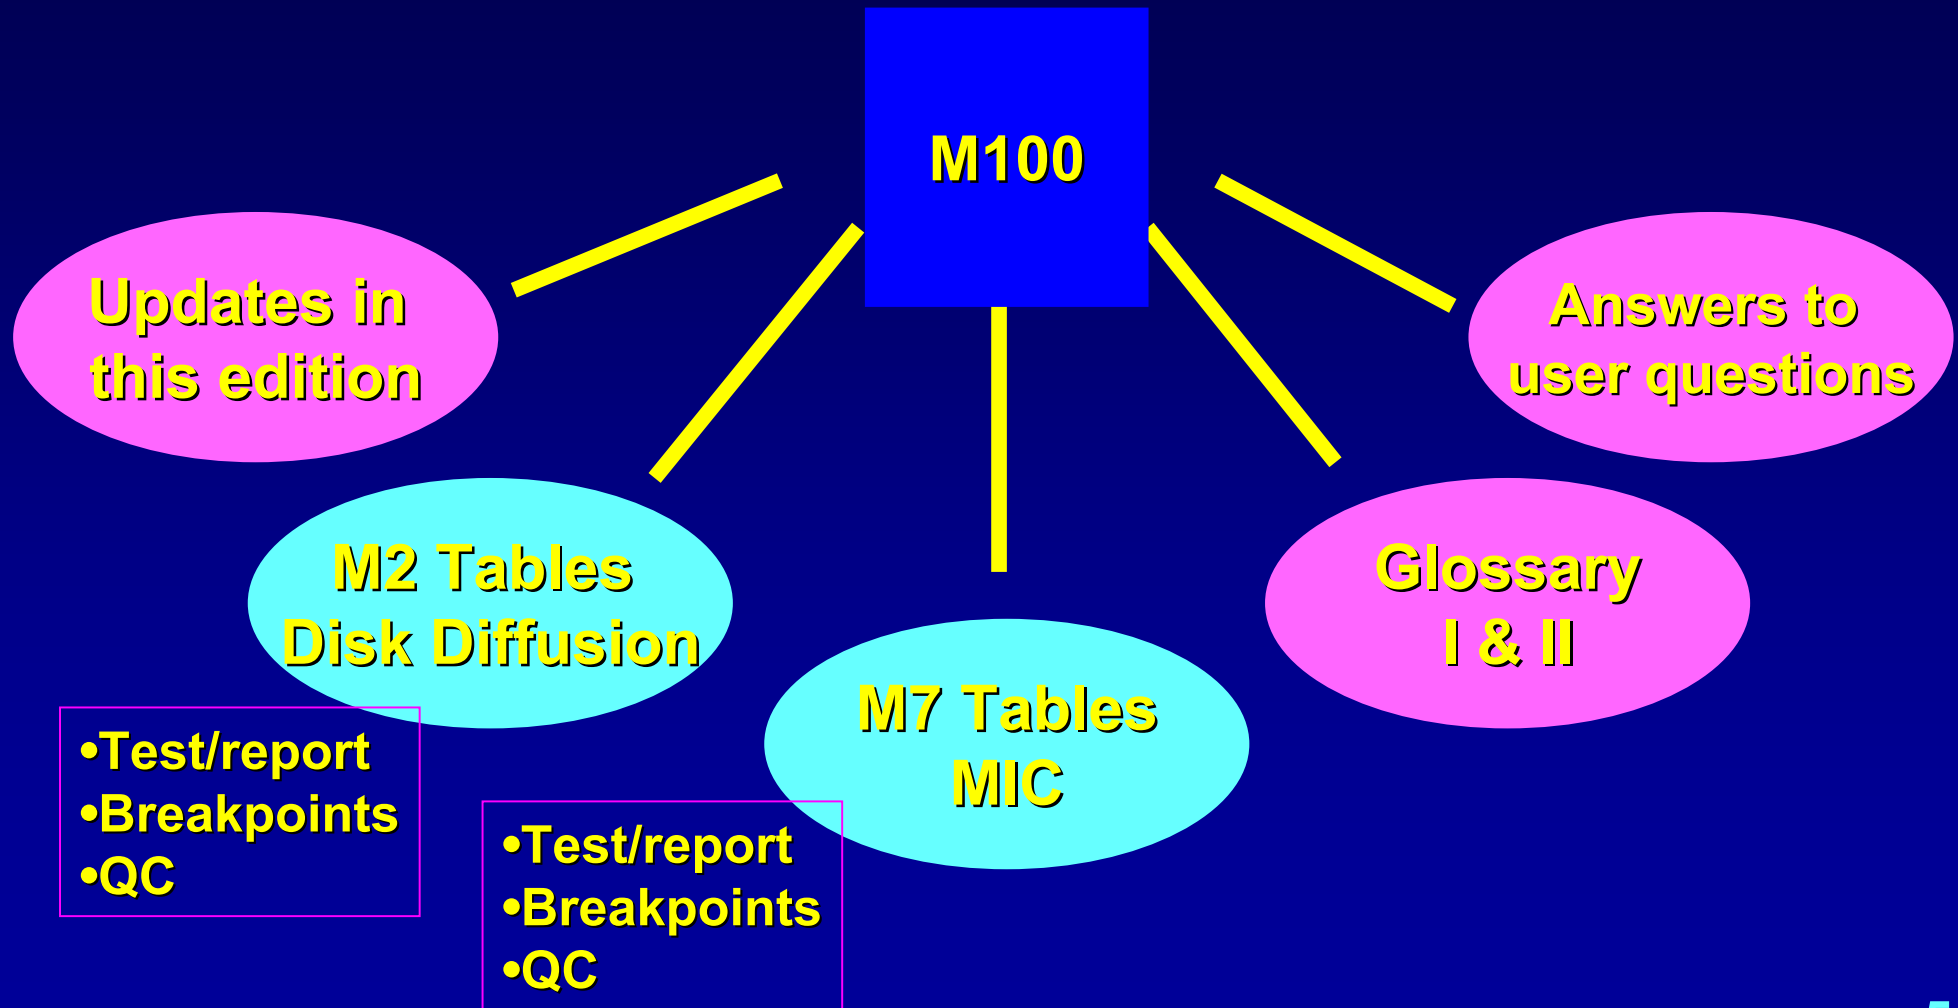 M100
Updates in
this edition
Answers to
user questions
M2 Tables
Disk Diffusion
Glossary
I & II
M7 Tables
MIC
•Test/report
•Breakpoints
•QC
•Test/report
•Breakpoints
•QC